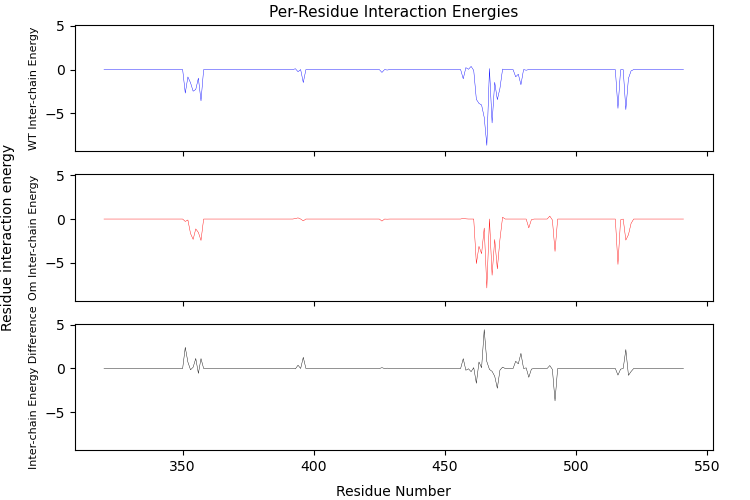 Per-Residue Interaction Energies
Residue interaction energy
WT Inter-chain Energy
5
0
−5
Om Inter-chain Energy
5
0
−5
Inter-chain Energy Difference
5
0
−5
350
400
450
500
550
Residue Number